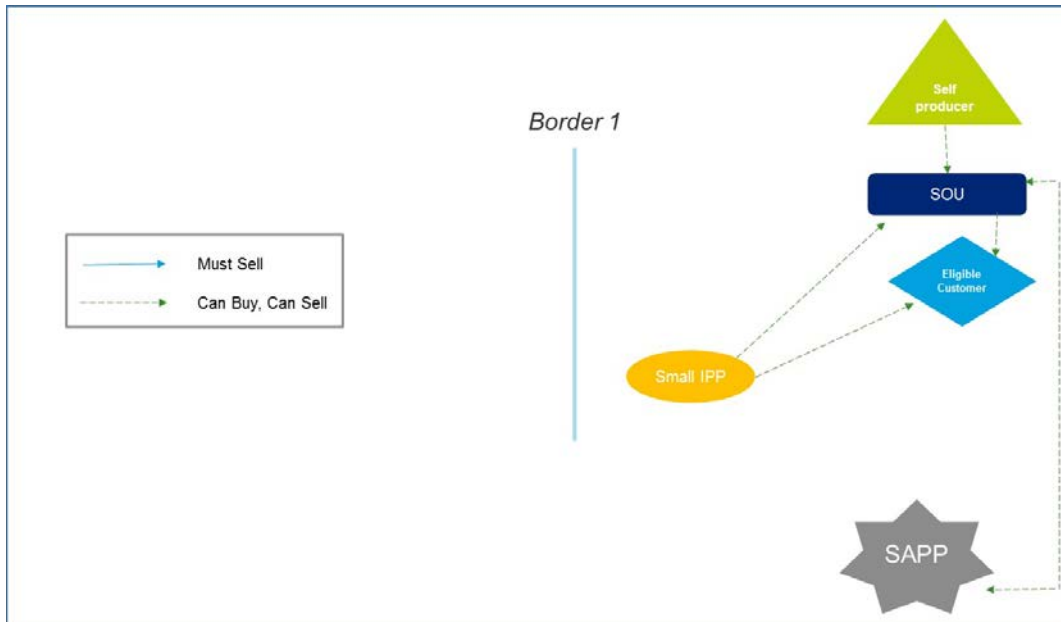 Self
producer
Border 1
SOU
Must Sell
Can Buy, Can Sell
Eligible
Customer
Small IPP
SAPP